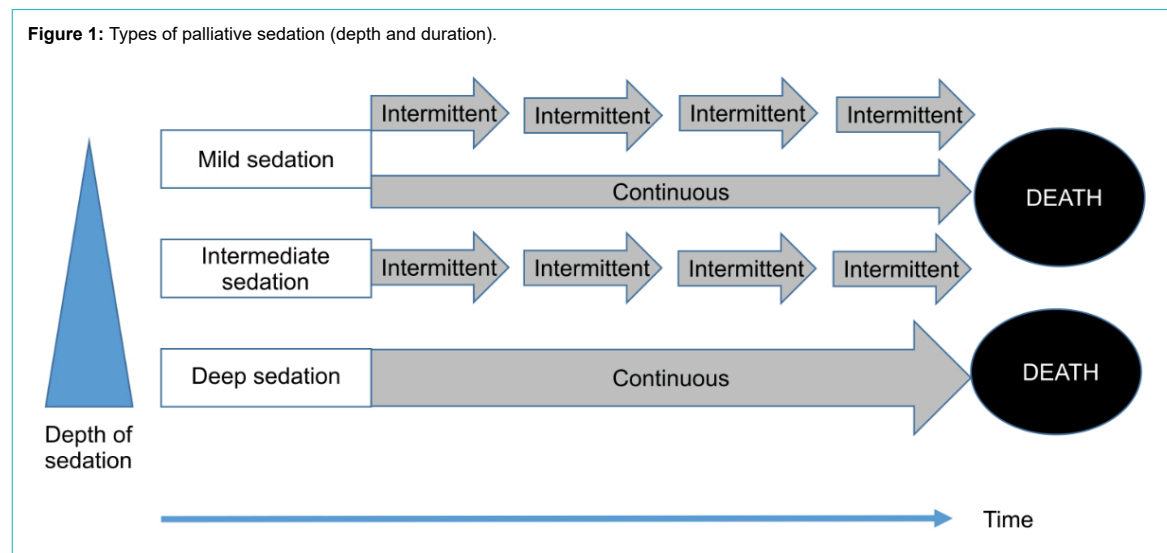 Figure 1: Types of palliative sedation (depth and duration).
Intermittent
Intermittent
Intermittent
Intermittent
Mild sedation
Continuous
DEATH
Intermediate
sedation
Intermittent
Intermittent
Intermittent
Intermittent
Deep sedation
Continuous
DEATH
Depth of
sedation
Time